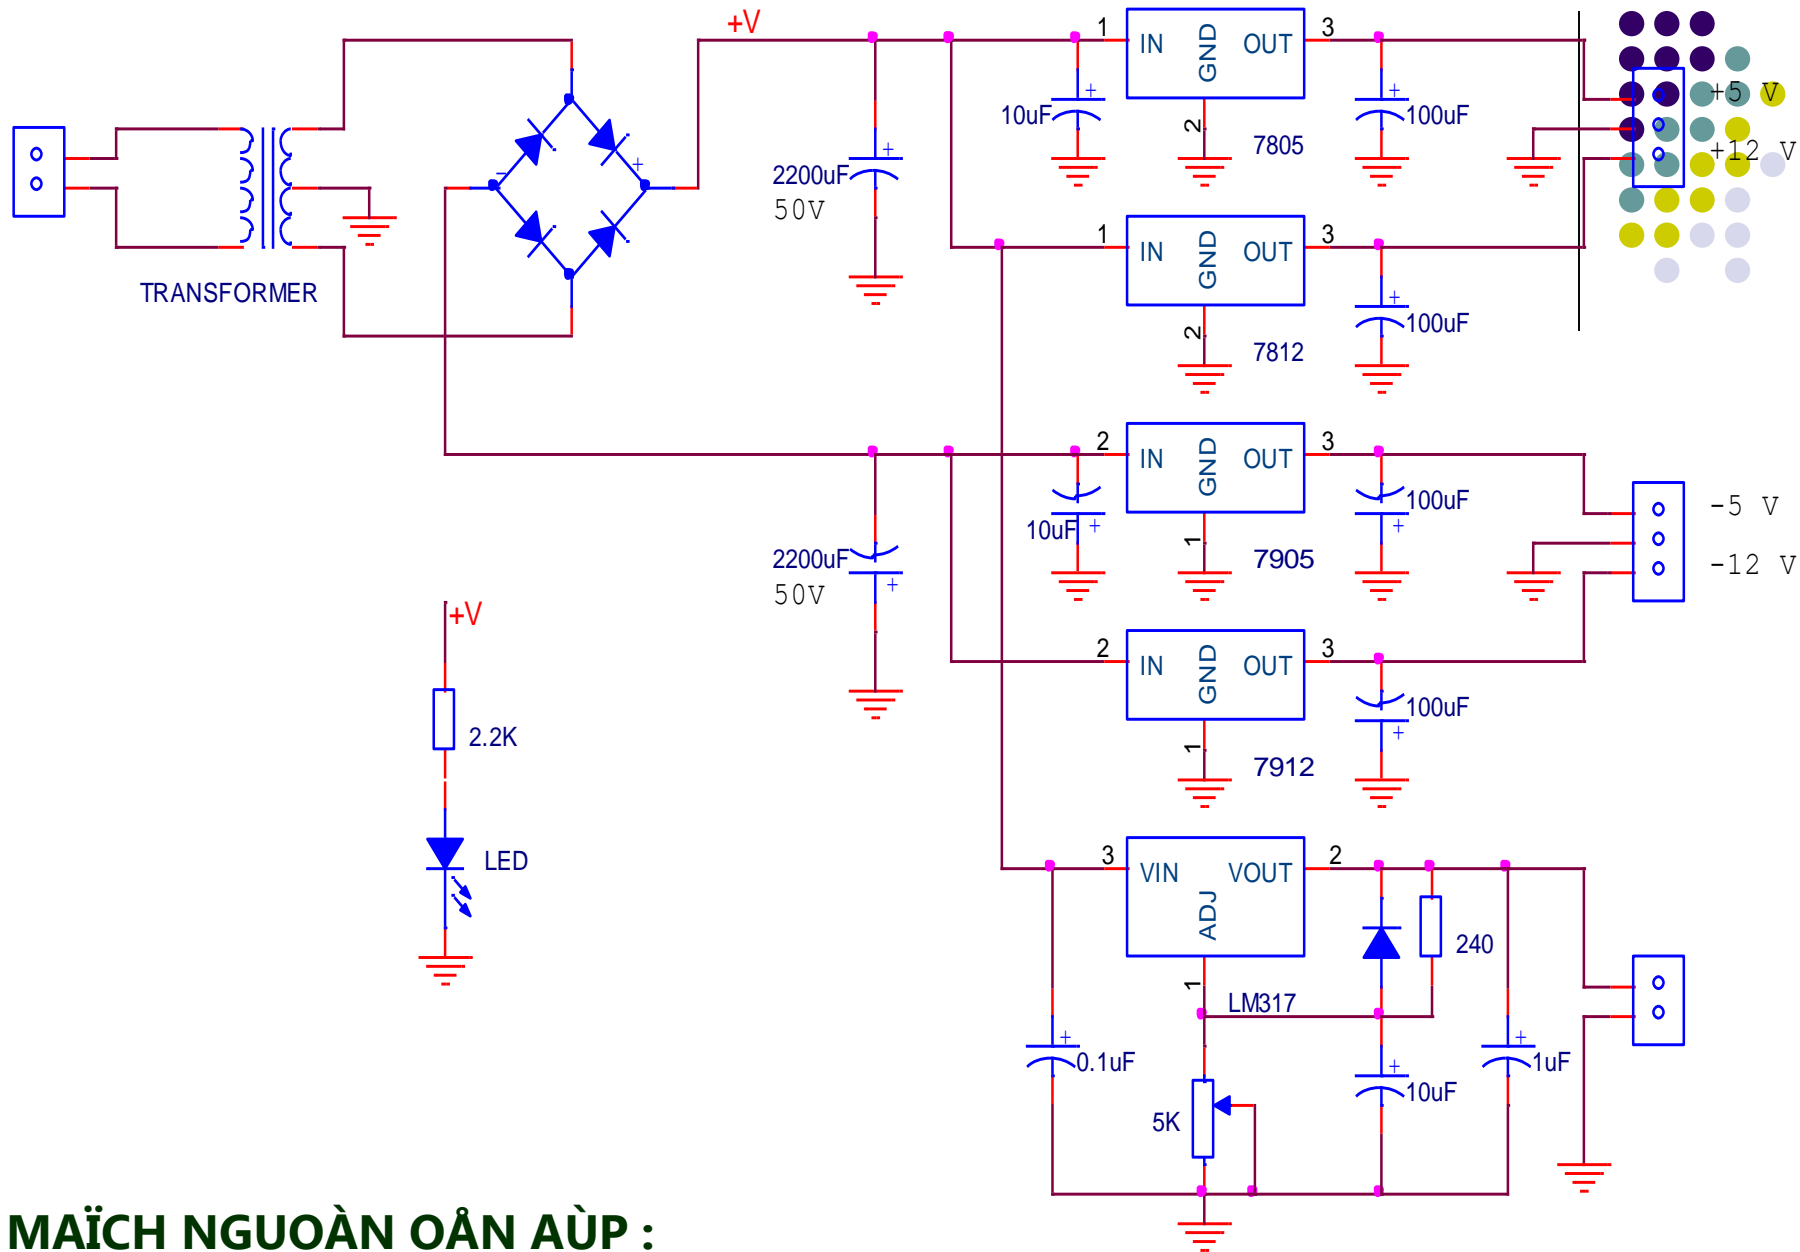 +V
1 IN GND OUT 3
2
10uF
+
7805
100uF
+
+5 V
+12 V
TRANSFORMER
-
+
2200uF
50V
+
1 IN GND OUT 3
2
7812
100uF
+
2 IN GND OUT 3
1
10uF
+
7905
100uF
+
-5 V
-12 V
2200uF
50V
+
2 IN GND OUT 3
1
7912
100uF
+
+V
2.2K
LED
3 VIN ADJ VOUT 2
1
LM317
240
0.1uF
+
5K
10uF
+
1uF
+
MAÏCH NGUOÀN OÅN AÙP :